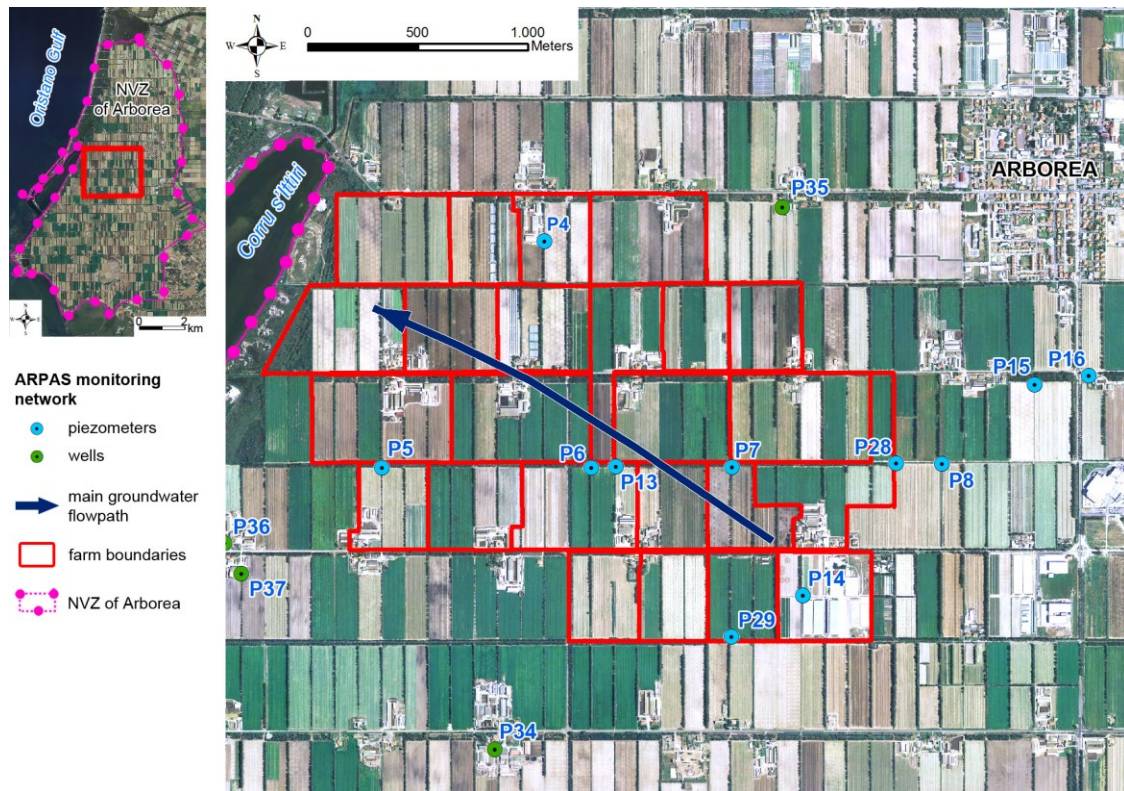 Oristano Gulf
NVZ
of Arborea
N
W E
S
0 2
km
ARPAS monitoring
network
piezometers
wells
main groundwater
flowpath
farm boundaries
NVZ of Arborea
N
W E
S
0 500 1.000
Meters
Corru s'Ittiri
ARBOREA
P35
P4
P16
P15
P5
P6
P13
P7
P28
P8
P36
P37
P14
P29
P34